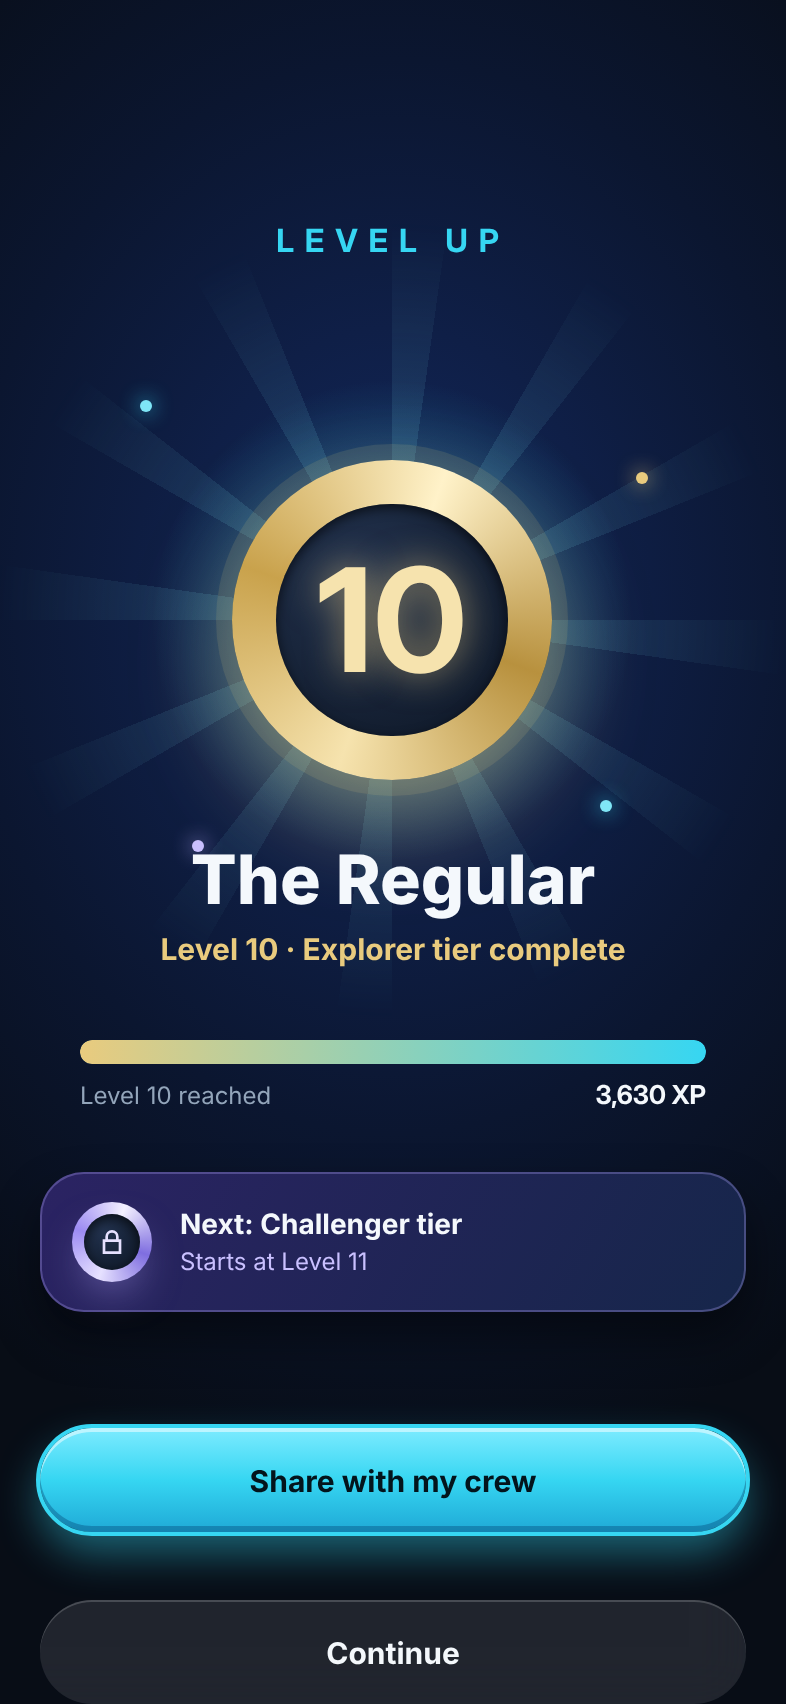 LEVEL UP
10
The Regular
Level 10 · Explorer tier complete
Level 10 reached
3,630 XP
Next: Challenger tier
Starts at Level 11
Share with my crew
Continue